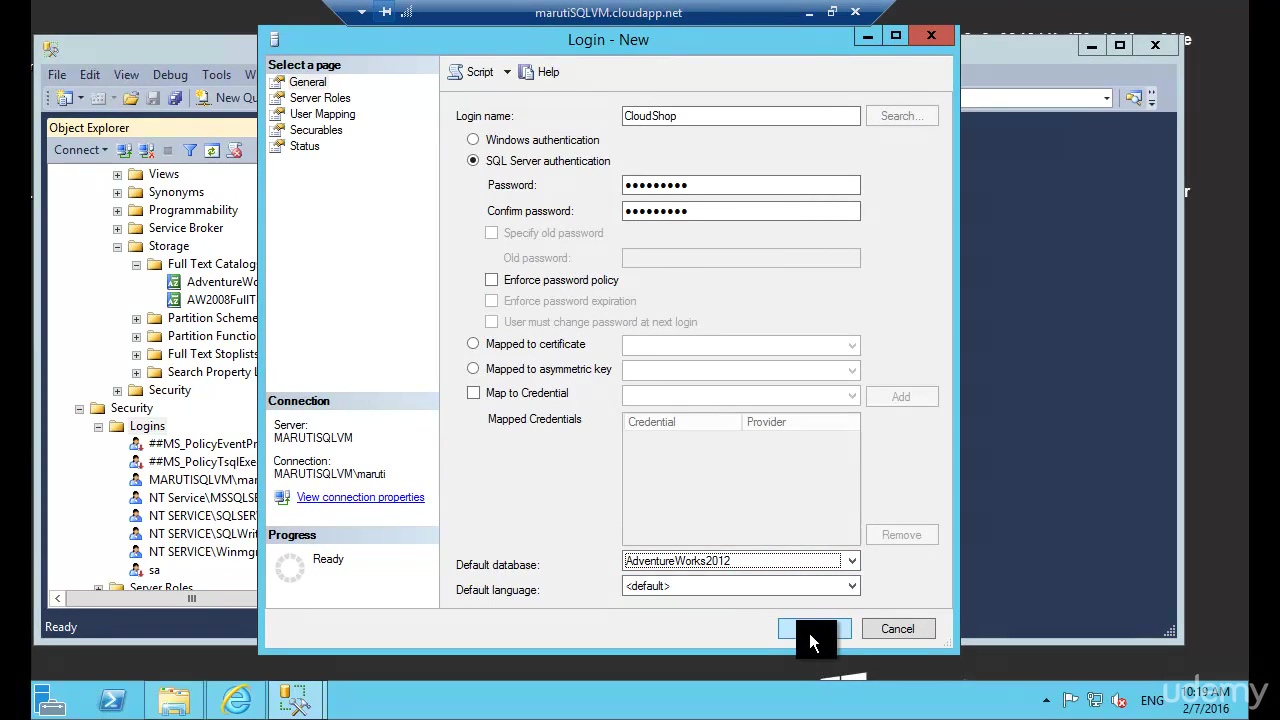 marutiSQLVM.cloudapp.net
Login - New
File Edit View Debug Tools
New Qu
Object Explorer
Connect
Views
Synonyms
Programmability
Service Broker
Storage
Full Text Catalog
AdventureWo
AW2008FullT
Partition Scheme
Partition Functio
Full Text Stoplist
Search Property L
Security
Security
Logins
##MS_PolicyEventPr
##MS_PolicyTsqlExe
MARUTISQLVM\mar
NT Service\MSSQLSE
NT SERVICE\SQLSER
NT SERVICE\SQLWrit
NT SERVICE\Winmg
sa
Server Roles
Ready
Select a page
General
Server Roles
User Mapping
Securables
Status
Connection
Server:
MARUTISQLVM
Connection:
MARUTISQLVM\maruti
View connection properties
Progress
Ready
Script Help
Login name: CloudShop Search...
Windows authentication
SQL Server authentication
Password: ●●●●●●●●●
Confirm password: ●●●●●●●●●
Specify old password
Old password:
Enforce password policy
Enforce password expiration
User must change password at next login
Mapped to certificate
Mapped to asymmetric key
Map to Credential Add
Mapped Credentials Credential Provider
Remove
Default database: AdventureWorks2012
Default language: <default>
Cancel
ENG 10:19 AM
2/7/2016
udemy